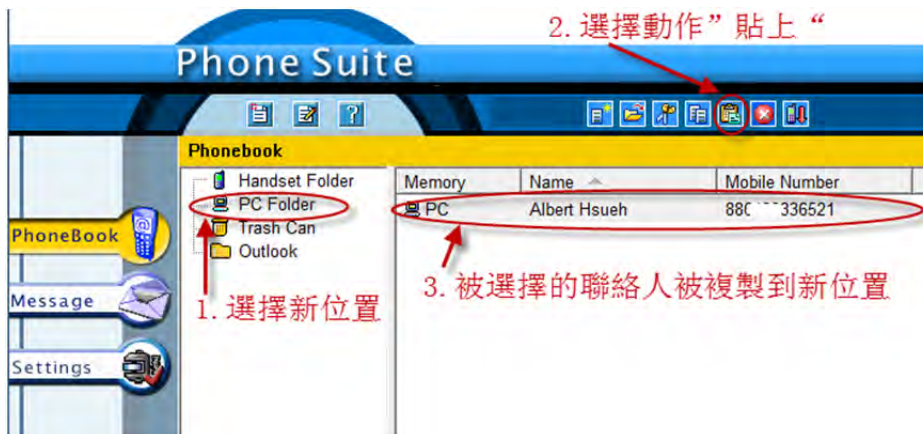 2. 選擇動作”貼上“
Phone Suite
Phonebook
Handset Folder
PC Folder
Trash Can
Outlook
Memory Name Mobile Number
PC Albert Hsueh
PhoneBook
Message
Settings
1. 選擇新位置
3. 被選擇的聯絡人被複製到新位置